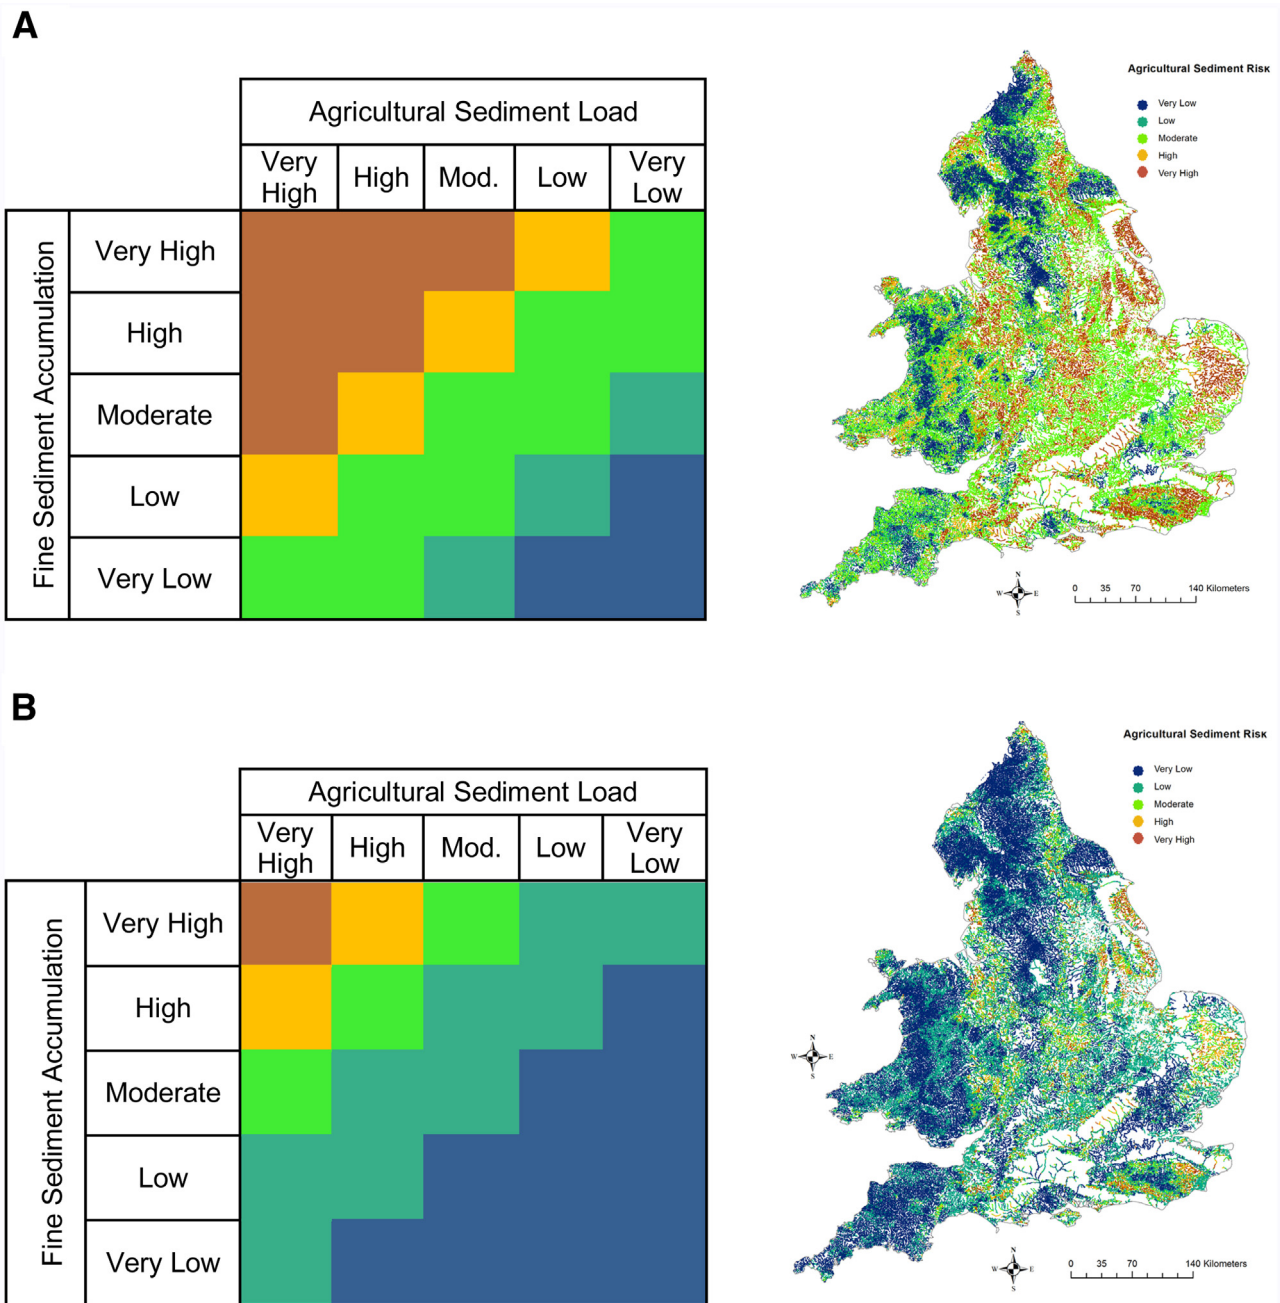 A
Agricultural Sediment Load
Very
High
High
Mod.
Low
Very
Low
Fine Sediment Accumulation
Very High
High
Moderate
Low
Very Low
Agricultural Sediment Risk
Very Low
Low
Moderate
High
Very High
N
W
E
S
0 35 70 140 Kilometers
B
Agricultural Sediment Load
Very
High
High
Mod.
Low
Very
Low
Fine Sediment Accumulation
Very High
High
Moderate
Low
Very Low
Agricultural Sediment Risk
Very Low
Low
Moderate
High
Very High
N
W
E
S
N
W
E
S
0 35 70 140 Kilometers